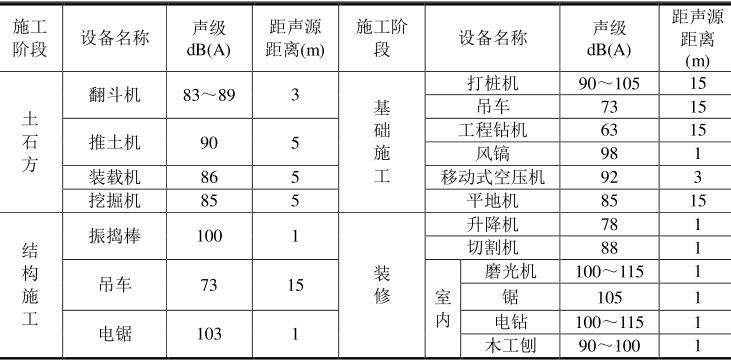 施工阶段 设备名称 声级dB(A) 距声源距离(m) 施工阶段 设备名称 声级dB(A) 距声源距离(m)
土石方 翻斗机 83～89 3 基础施工 打桩机 90～105 15
吊车 73 15
推土机 90 5 工程钻机 63 15
风镐 98 1
装载机 86 5 移动式空压机 92 3
挖掘机 85 5 平地机 85 15
结构施工 振捣棒 100 1 装修 升降机 78 1
切割机 88 1
吊车 73 15 室内 磨光机 100～115 1
锯 105 1
电锯 103 1 电钻 100～115 1
木工刨 90～100 1